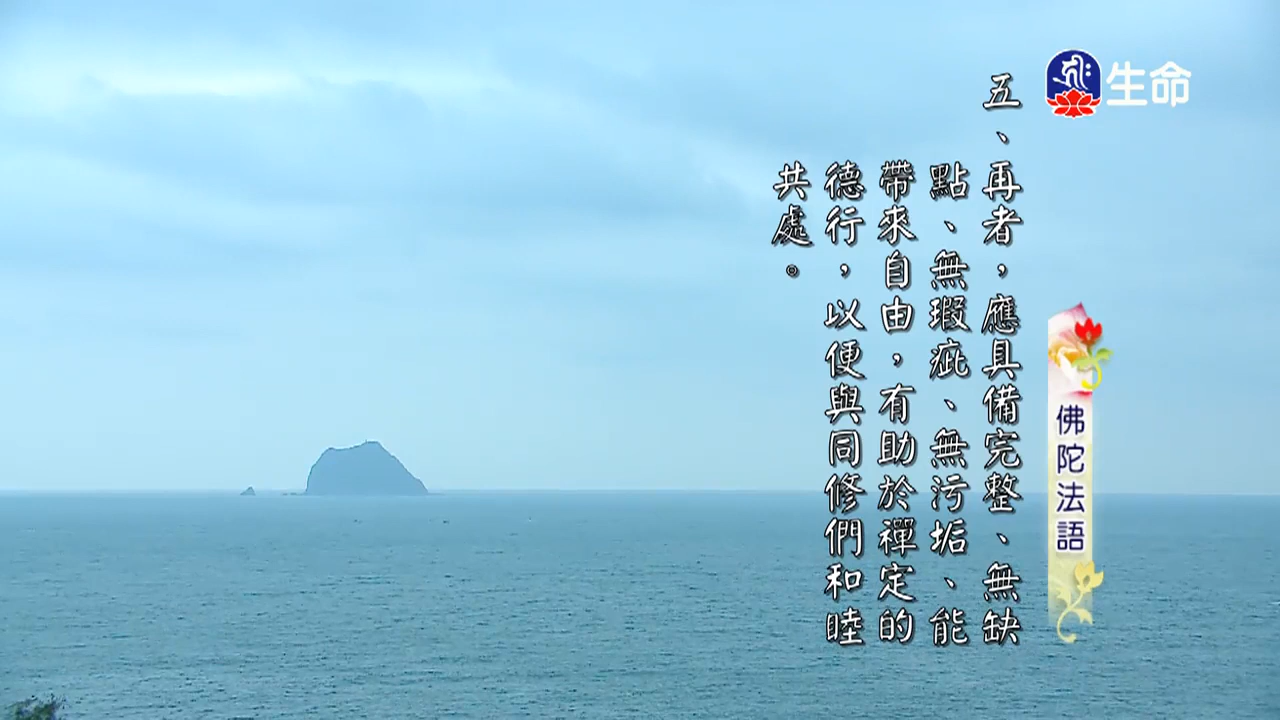 生命
五、再者，應具備完整、無缺
點、無瑕疵、無污垢、能
帶來自由，有助於禪定的
德行，以便與同修們和睦
共處。
佛陀法語